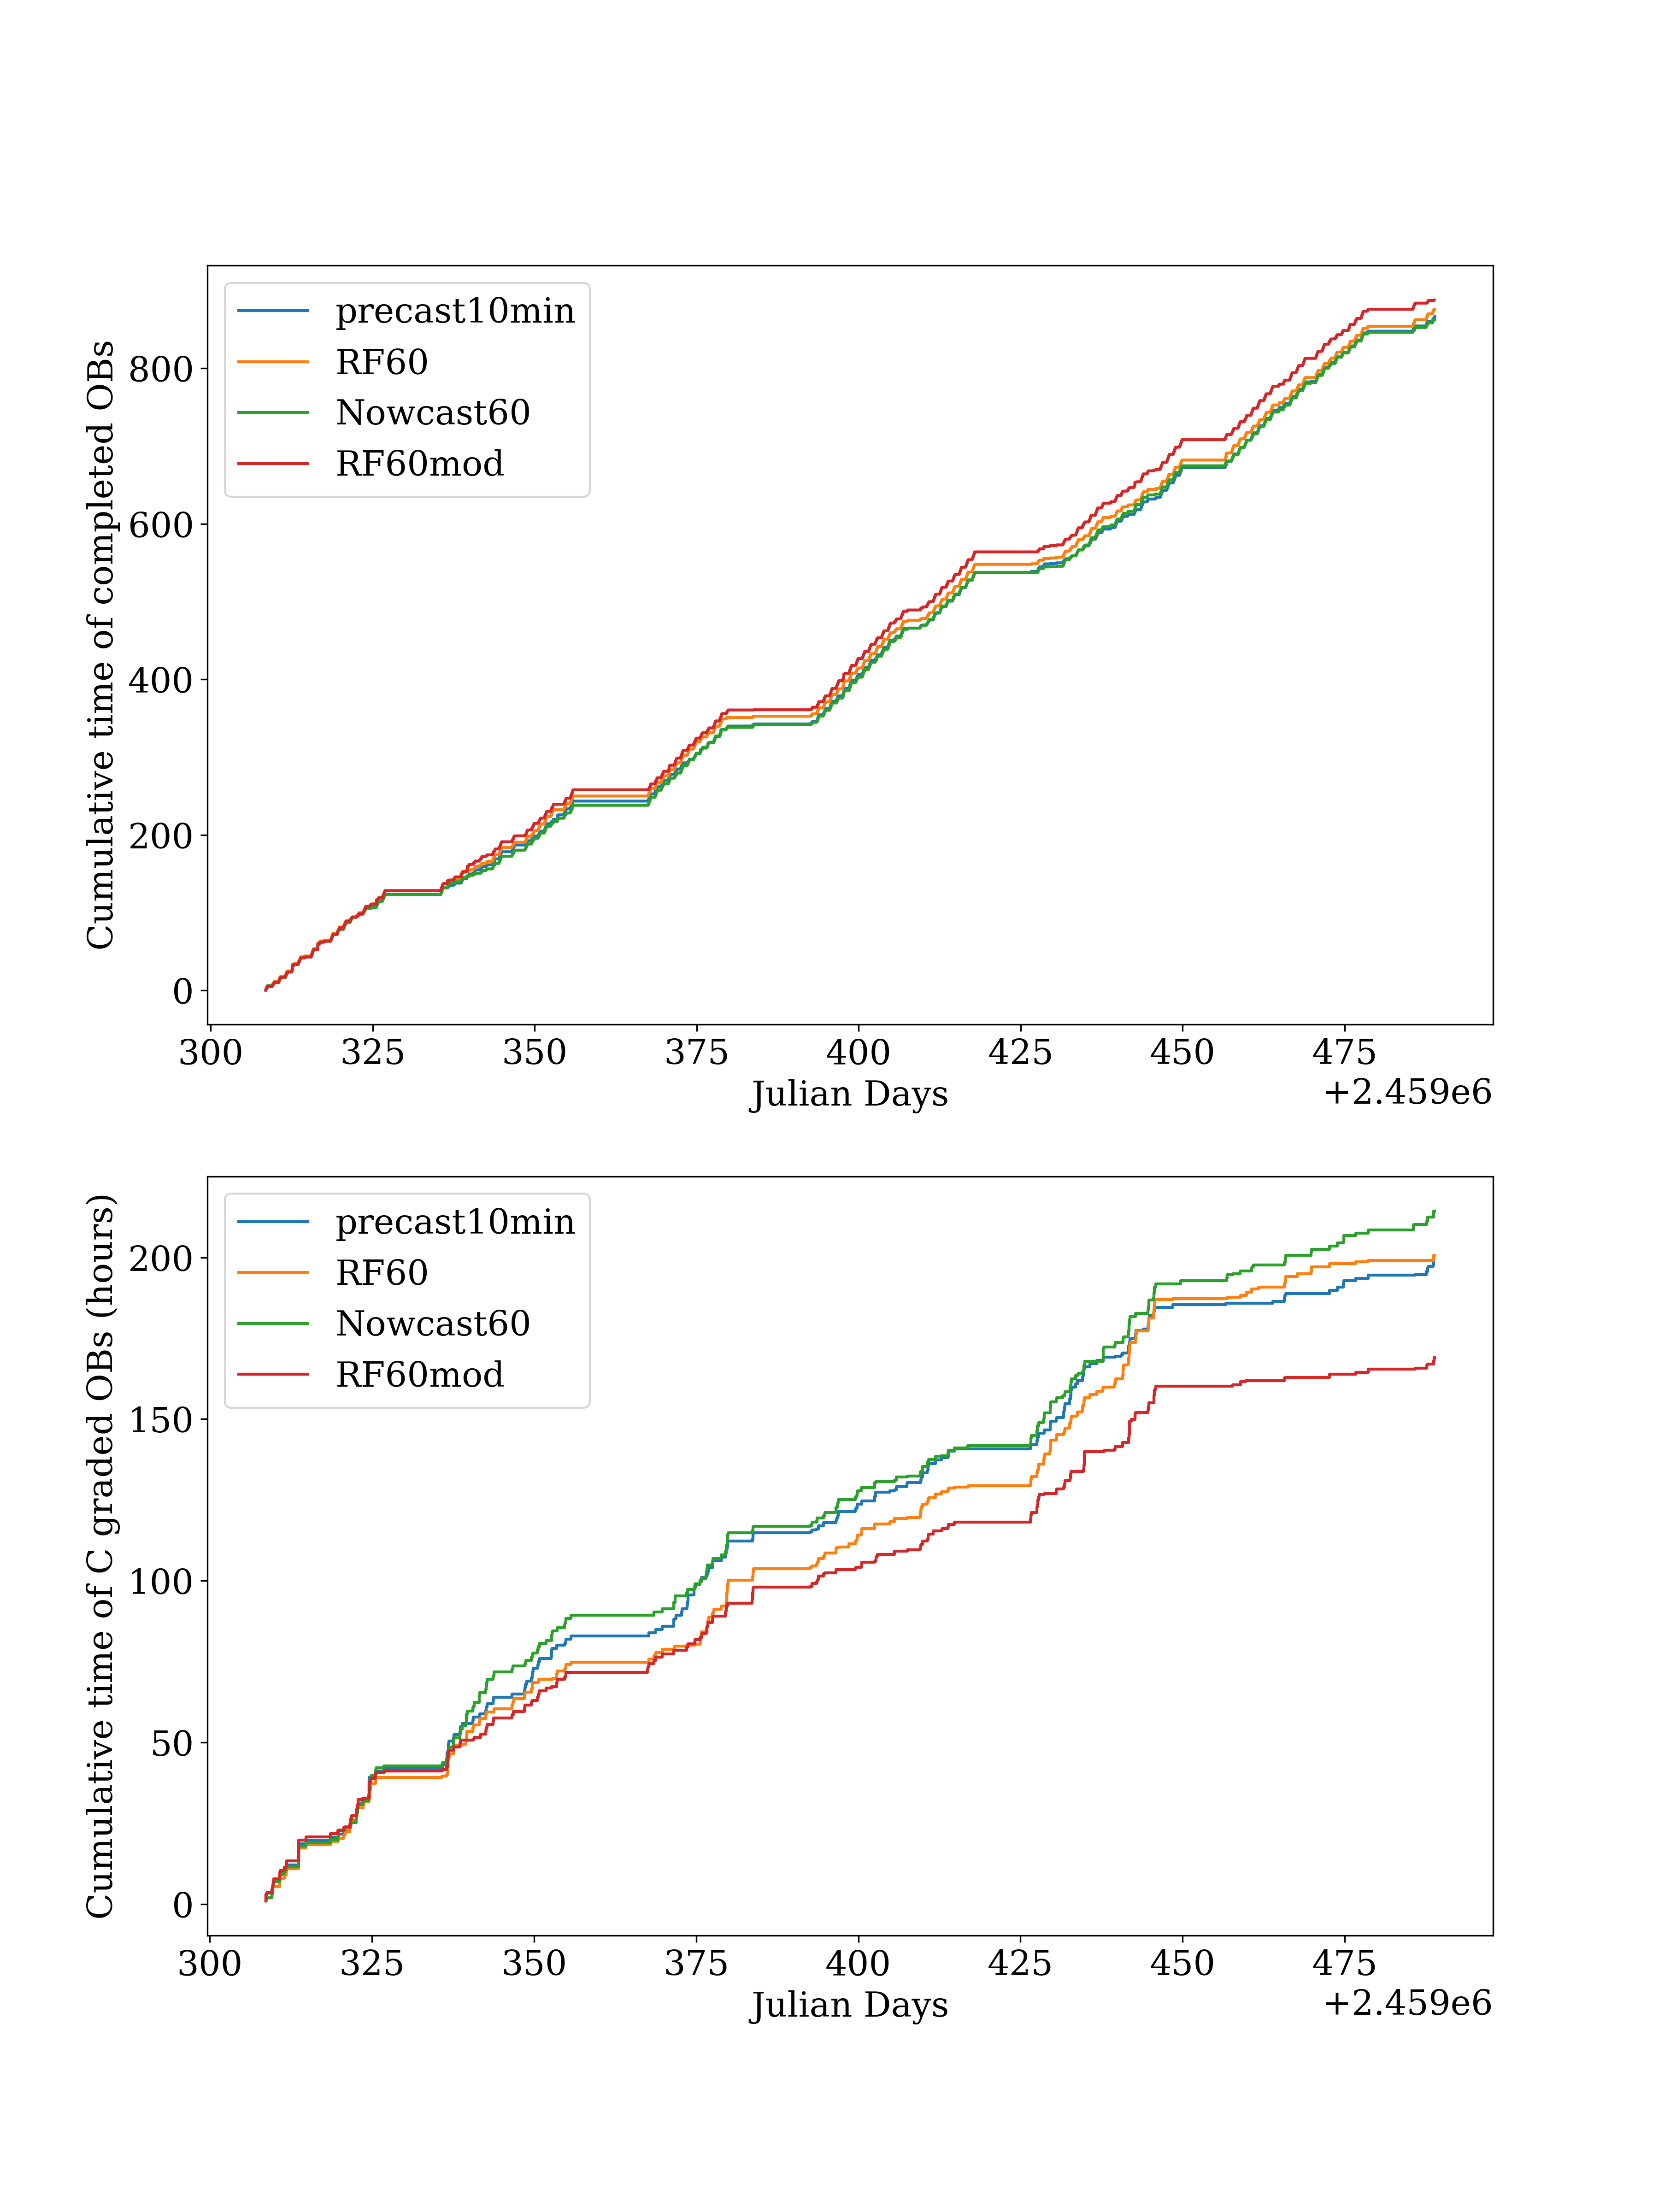 precast10min
RF60
Nowcast60
RF60mod
Cumulative time of completed OBs
800
600
400
200
0
300 325 350 375 400 425 450 475
Julian Days
+2.459e6
precast10min
RF60
Nowcast60
RF60mod
Cumulative time of C graded OBs (hours)
200
150
100
50
0
300 325 350 375 400 425 450 475
Julian Days
+2.459e6